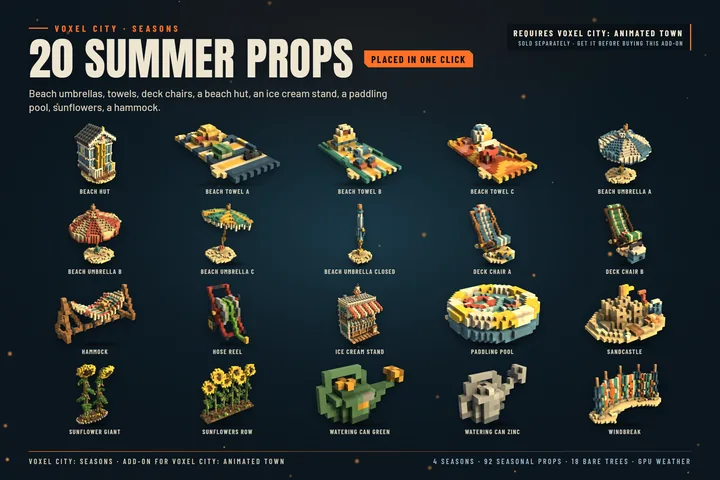 VOXEL CITY · SEASONS
20 SUMMER PROPS
PLACED IN ONE CLICK
REQUIRES VOXEL CITY: ANIMATED TOWN
SOLD SEPARATELY · GET IT BEFORE BUYING THIS ADD-ON
Beach umbrellas, towels, deck chairs, a beach hut, an ice cream stand, a paddling
pool, sunflowers, a hammock.
BEACH HUT
BEACH TOWEL A
BEACH TOWEL B
BEACH TOWEL C
BEACH UMBRELLA A
BEACH UMBRELLA B
BEACH UMBRELLA C
BEACH UMBRELLA CLOSED
DECK CHAIR A
DECK CHAIR B
HAMMOCK
HOSE REEL
ICE CREAM STAND
PADDLING POOL
SANDCASTLE
SUNFLOWER GIANT
SUNFLOWERS ROW
WATERING CAN GREEN
WATERING CAN ZINC
WINDBREAK
VOXEL CITY: SEASONS · ADD-ON FOR VOXEL CITY: ANIMATED TOWN
4 SEASONS · 92 SEASONAL PROPS · 18 BARE TREES · GPU WEATHER